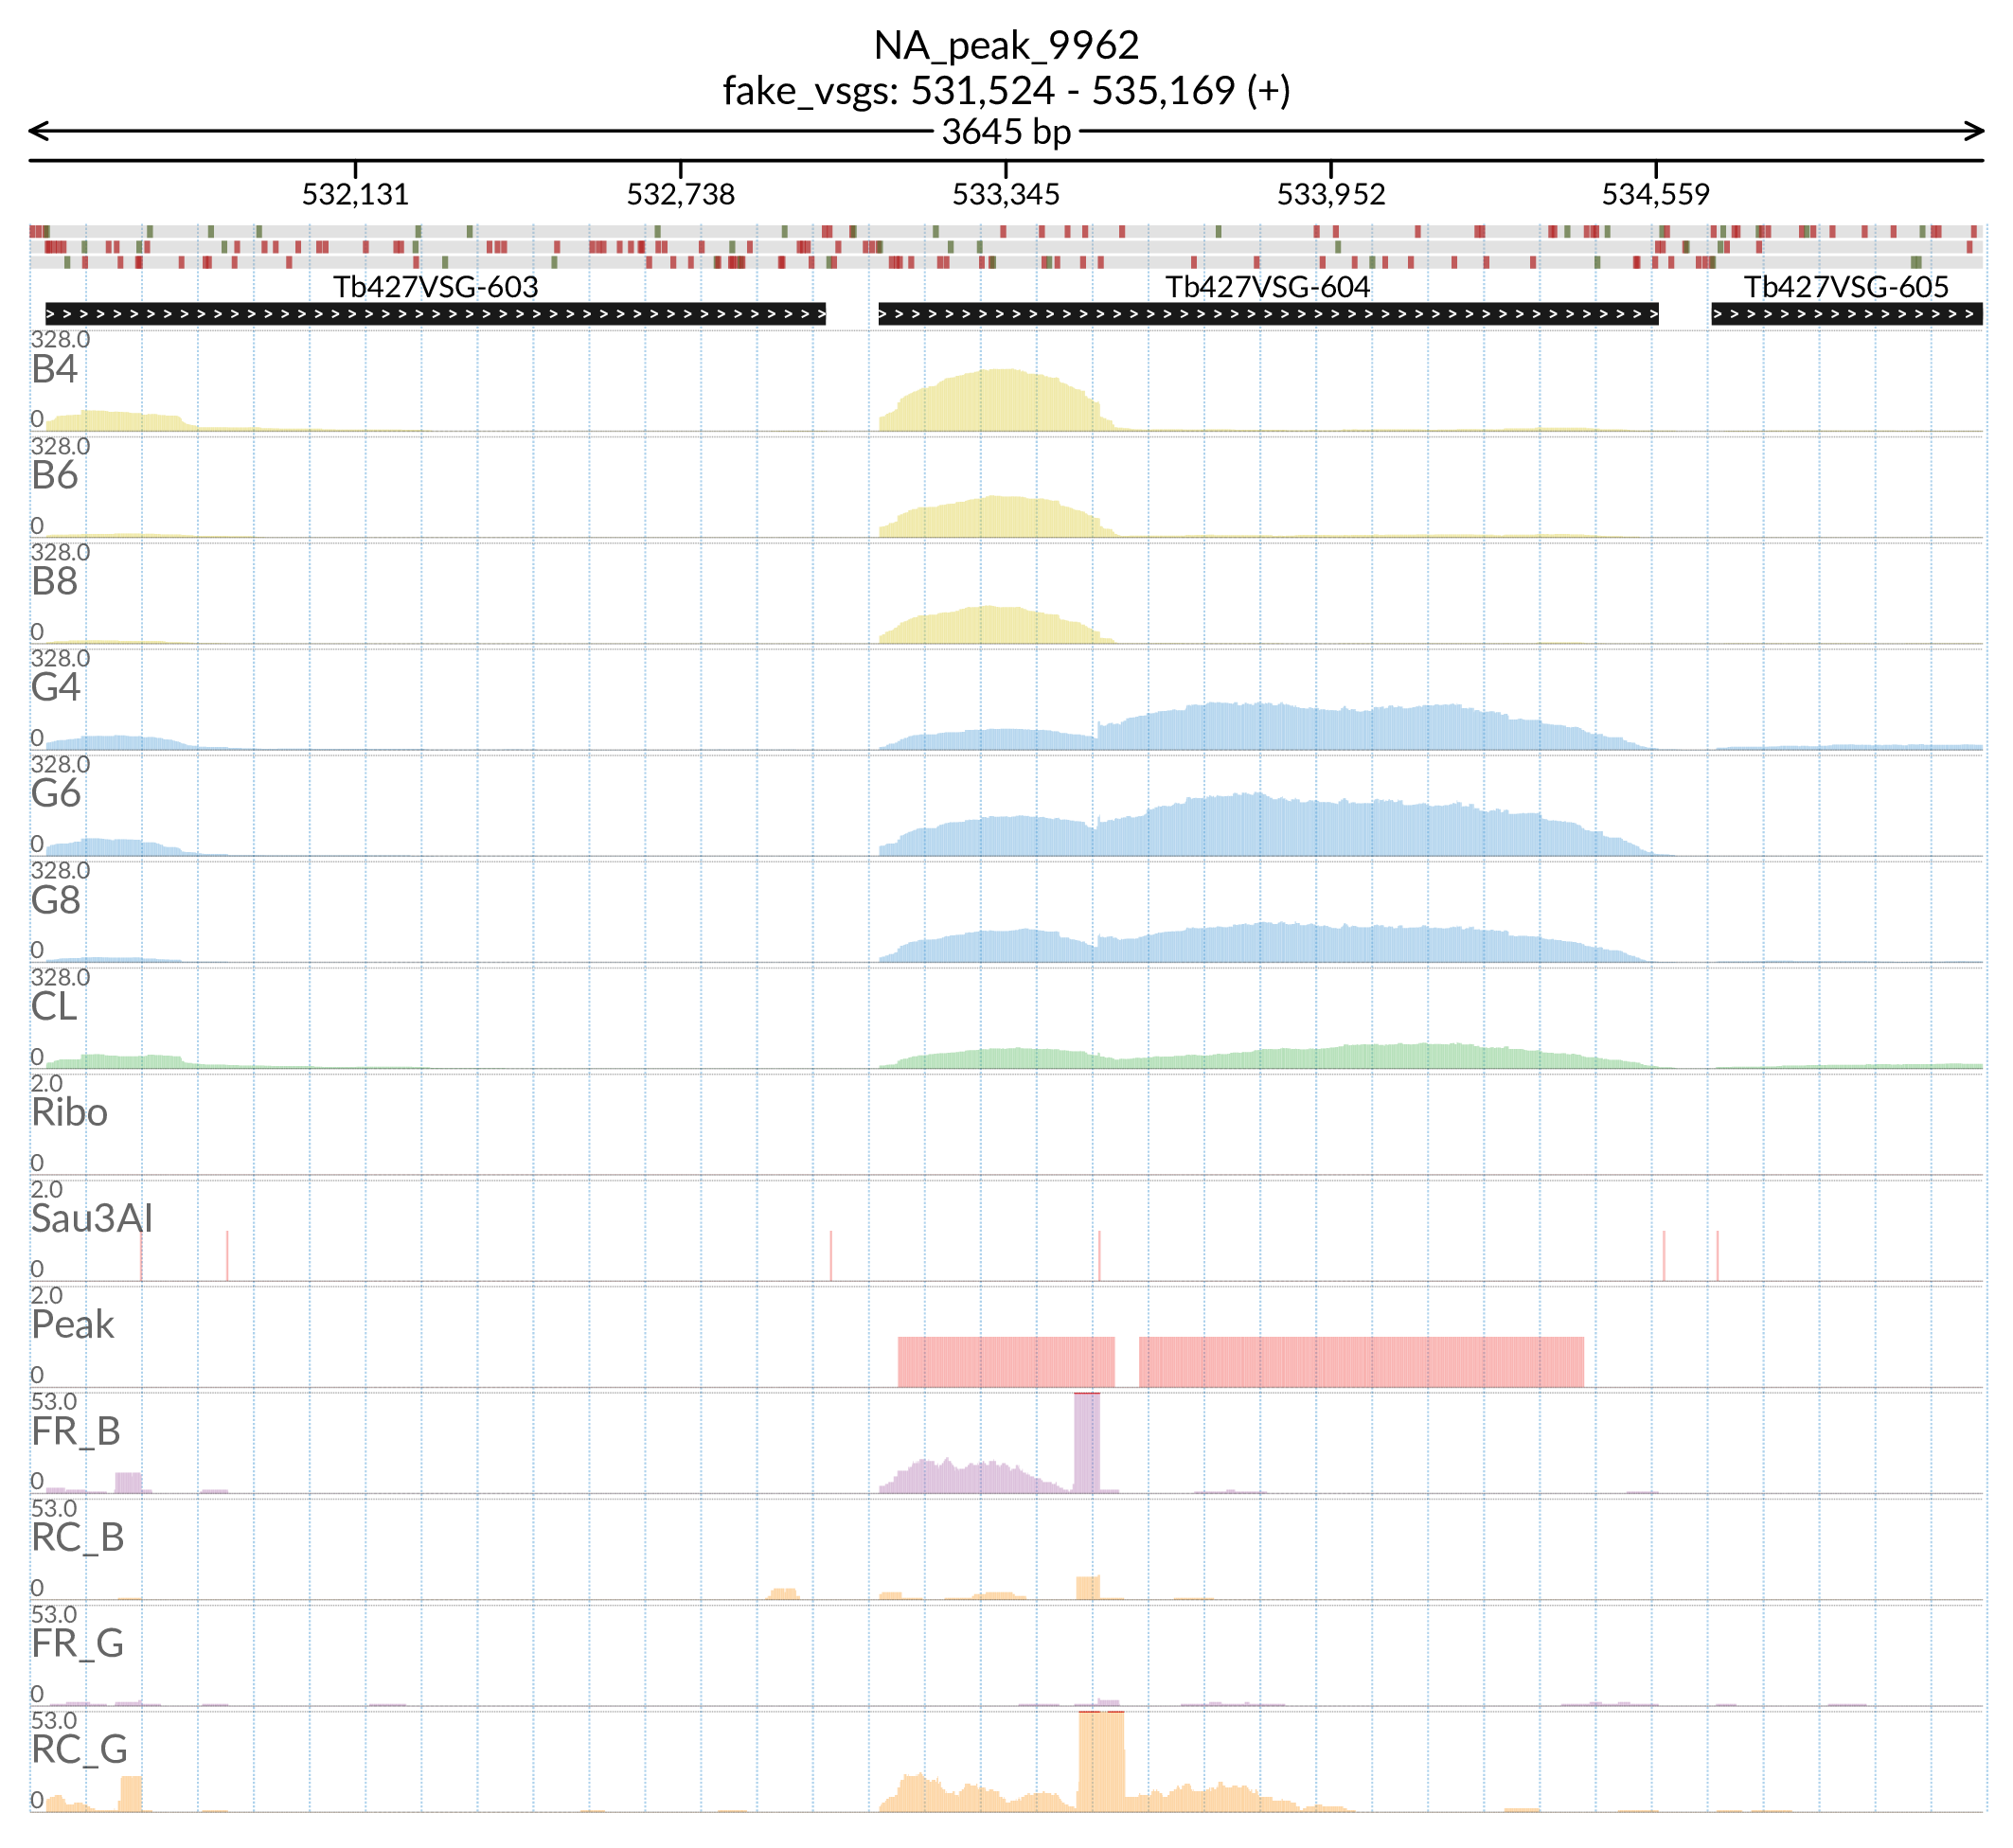 NA_peak_9962
fake_vsgs: 531,524 - 535,169 (+)
3645 bp
532,131 532,738 533,345 533,952 534,559
Tb427VSG-603 Tb427VSG-604 Tb427VSG-605
328.0
B4
0
328.0
B6
0
328.0
B8
0
328.0
G4
0
328.0
G6
0
328.0
G8
0
328.0
CL
0
2.0
Ribo
0
2.0
Sau3AI
0
2.0
Peak
0
53.0
FR_B
0
53.0
RC_B
0
53.0
FR_G
0
53.0
RC_G
0